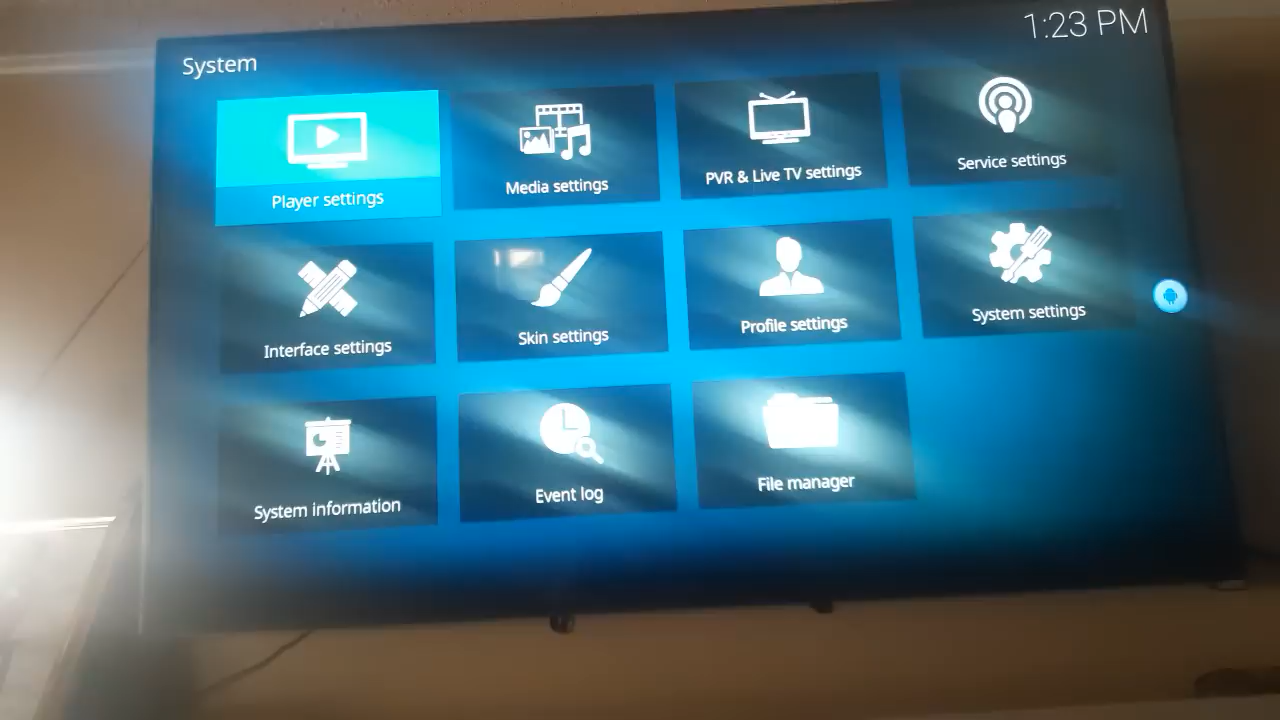 System
1:23 PM
Player settings
Media settings
PVR & Live TV settings
Service settings
Interface settings
Skin settings
Profile settings
System settings
System information
Event log
File manager